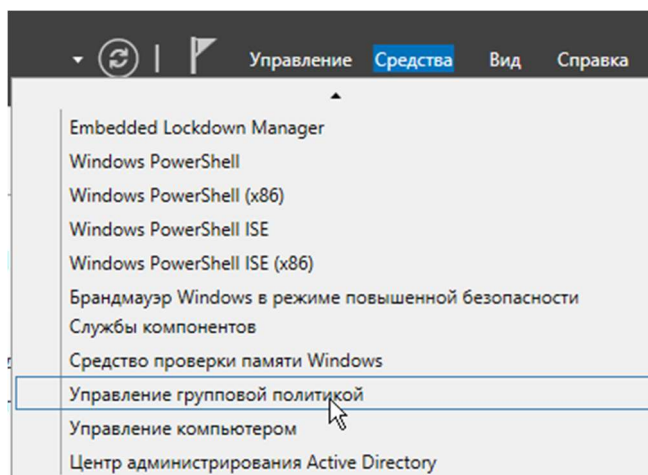 Управление Средства Вид Справка
Embedded Lockdown Manager
Windows PowerShell
Windows PowerShell (x86)
Windows PowerShell ISE
Windows PowerShell ISE (x86)
Брандмауэр Windows в режиме повышенной безопасности
Службы компонентов
Средство проверки памяти Windows
Управление групповой политикой
Управление компьютером
Центр администрирования Active Directory